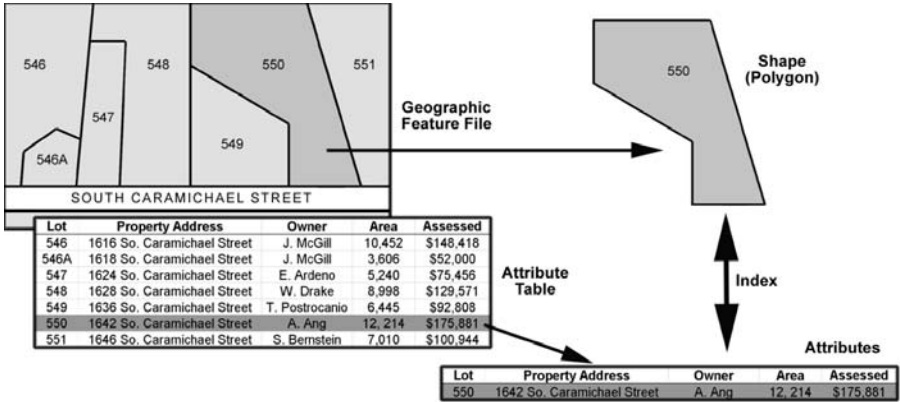 546
547
548
550
551
546A
549
SOUTH CARAMICHAEL STREET
Geographic
Feature File
550
Shape
(Polygon)
Lot Property Address Owner Area Assessed
546 1616 So. Caramichael Street J. McGill 10,452 $148,418
546A 1618 So. Caramichael Street J. McGill 3,606 $52,000
547 1624 So. Caramichael Street E. Ardeno 5,240 $75,456
548 1628 So. Caramichael Street W. Drake 8,998 $129,571
549 1636 So. Caramichael Street T. Postrocanio 6,445 $92,808
550 1642 So. Caramichael Street A. Ang 12, 214 $175,881
551 1646 So. Caramichael Street S. Bernstein 7,010 $100,944
Attribute
Table
Index
Attributes
Lot Property Address Owner Area Assessed
550 1642 So. Caramichael Street A. Ang 12, 214 $175,881